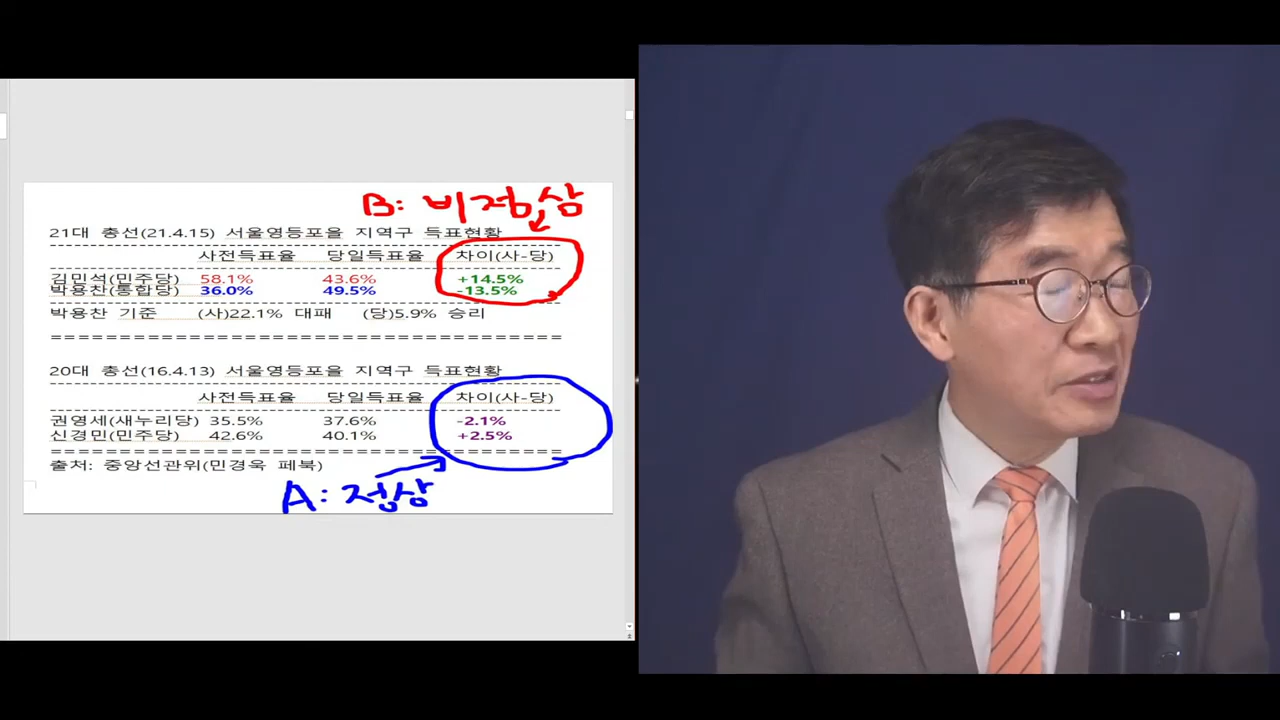 B: 비정상
21대 총선(21.4.15) 서울영등포을 지역구 득표현황
사전득표율 당일득표율 차이(사-당)
김민석(민주당) 58.1% 43.6% +14.5%
박용찬(통합당) 36.0% 49.5% -13.5%
박용찬 기준 (사)22.1% 대패 (당)5.9% 승리
====================================
20대 총선(16.4.13) 서울영등포을 지역구 득표현황
사전득표율 당일득표율 차이(사-당)
권영세(새누리당) 35.5% 37.6% -2.1%
신경민(민주당) 42.6% 40.1% +2.5%
====================================
출처: 중앙선관위(민경욱 페북)
A: 정상